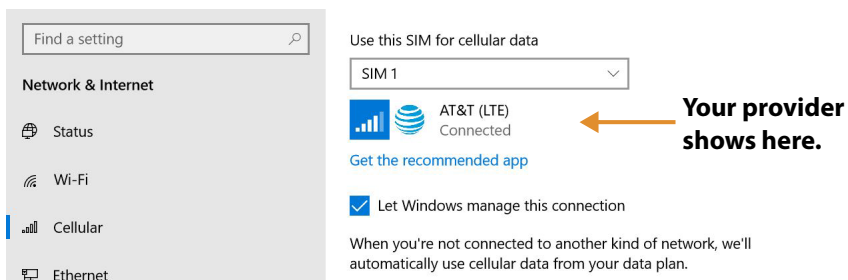 Find a setting
Network & Internet
Status
Wi-Fi
Cellular
Ethernet
Use this SIM for cellular data
SIM 1
AT&T (LTE)
Connected
Get the recommended app
Let Windows manage this connection
When you're not connected to another kind of network, we'll
automatically use cellular data from your data plan.
Your provider
shows here.